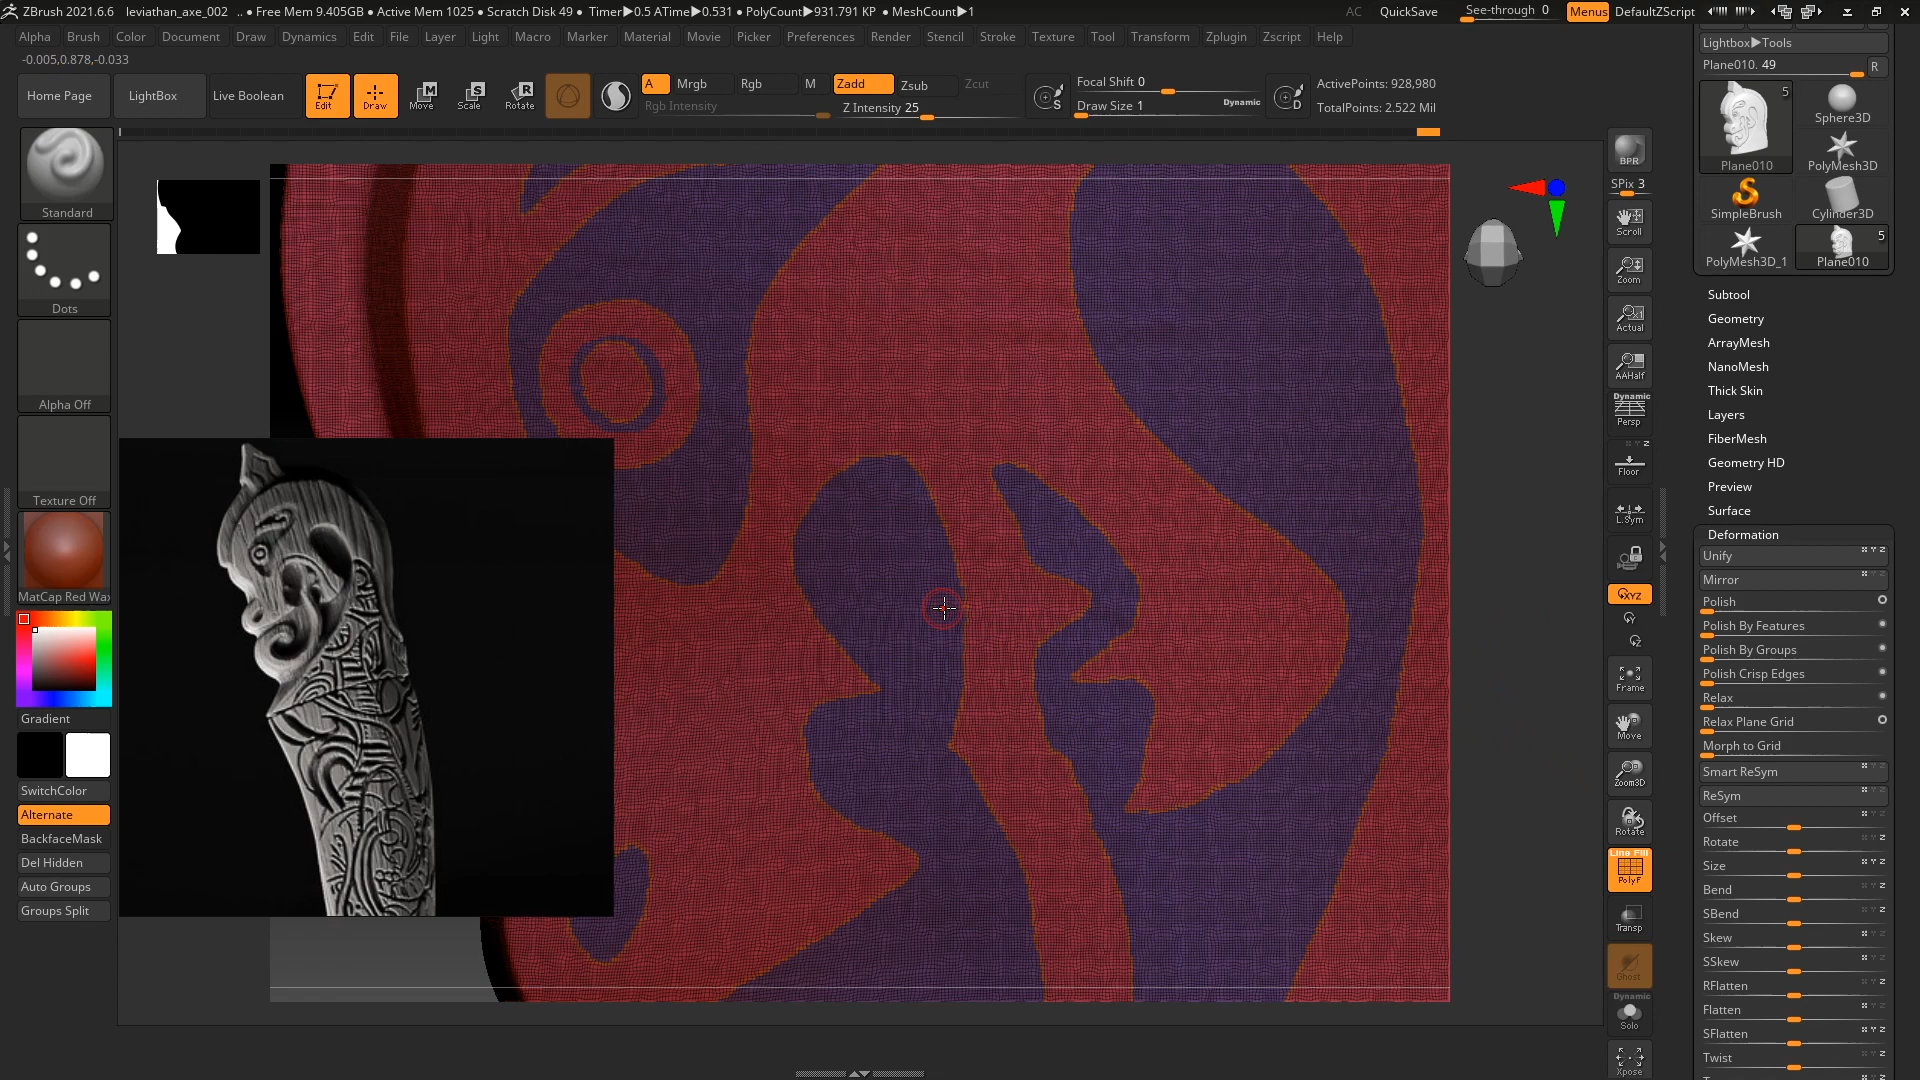 ZBrush 2021.6.6 leviathan_axe_002 .. ● Free Mem 9.405GB ● Active Mem 1025 ● Scratch Disk 49 ● Timer▶0.5 ATime▶0.531 ● PolyCount▶931.791 KP ● MeshCount▶1
AC QuickSave See-through 0 Menus DefaultZScript
Alpha Brush Color Document Draw Dynamics Edit File Layer Light Macro Marker Material Movie Picker Preferences Render Stencil Stroke Texture Tool Transform Zplugin Zscript Help
-0.005,0.878,-0.033
Home Page LightBox Live Boolean
Edit Draw Move Scale Rotate
A Mrgb Rgb M Zadd Zsub Zcut
Rgb Intensity Z Intensity 25
Focal Shift 0
Draw Size 1 Dynamic
ActivePoints: 928,980
TotalPoints: 2.522 Mil
Standard
Dots
Alpha Off
Texture Off
MatCap Red Wax
Gradient
SwitchColor
Alternate
BackfaceMask
Del Hidden
Auto Groups
Groups Split
BPR
SPix 3
Scroll
Zoom
Actual
AAHalf
Dynamic
Persp
Floor
L.Sym
XYZ
Frame
Move
Zoom3D
Rotate
Line Fill
PolyF
Transp
Ghost
Dynamic
Solo
Xpose
Lightbox▶Tools
Plane010. 49 R
5
Plane010
Sphere3D
PolyMesh3D
SimpleBrush
Cylinder3D
PolyMesh3D_1
5
Plane010
Subtool
Geometry
ArrayMesh
NanoMesh
Thick Skin
Layers
FiberMesh
Geometry HD
Preview
Surface
Deformation
Unify
Mirror
Polish
Polish By Features
Polish By Groups
Polish Crisp Edges
Relax
Relax Plane Grid
Morph to Grid
Smart ReSym
ReSym
Offset
Rotate
Size
Bend
SBend
Skew
SSkew
RFlatten
Flatten
SFlatten
Twist